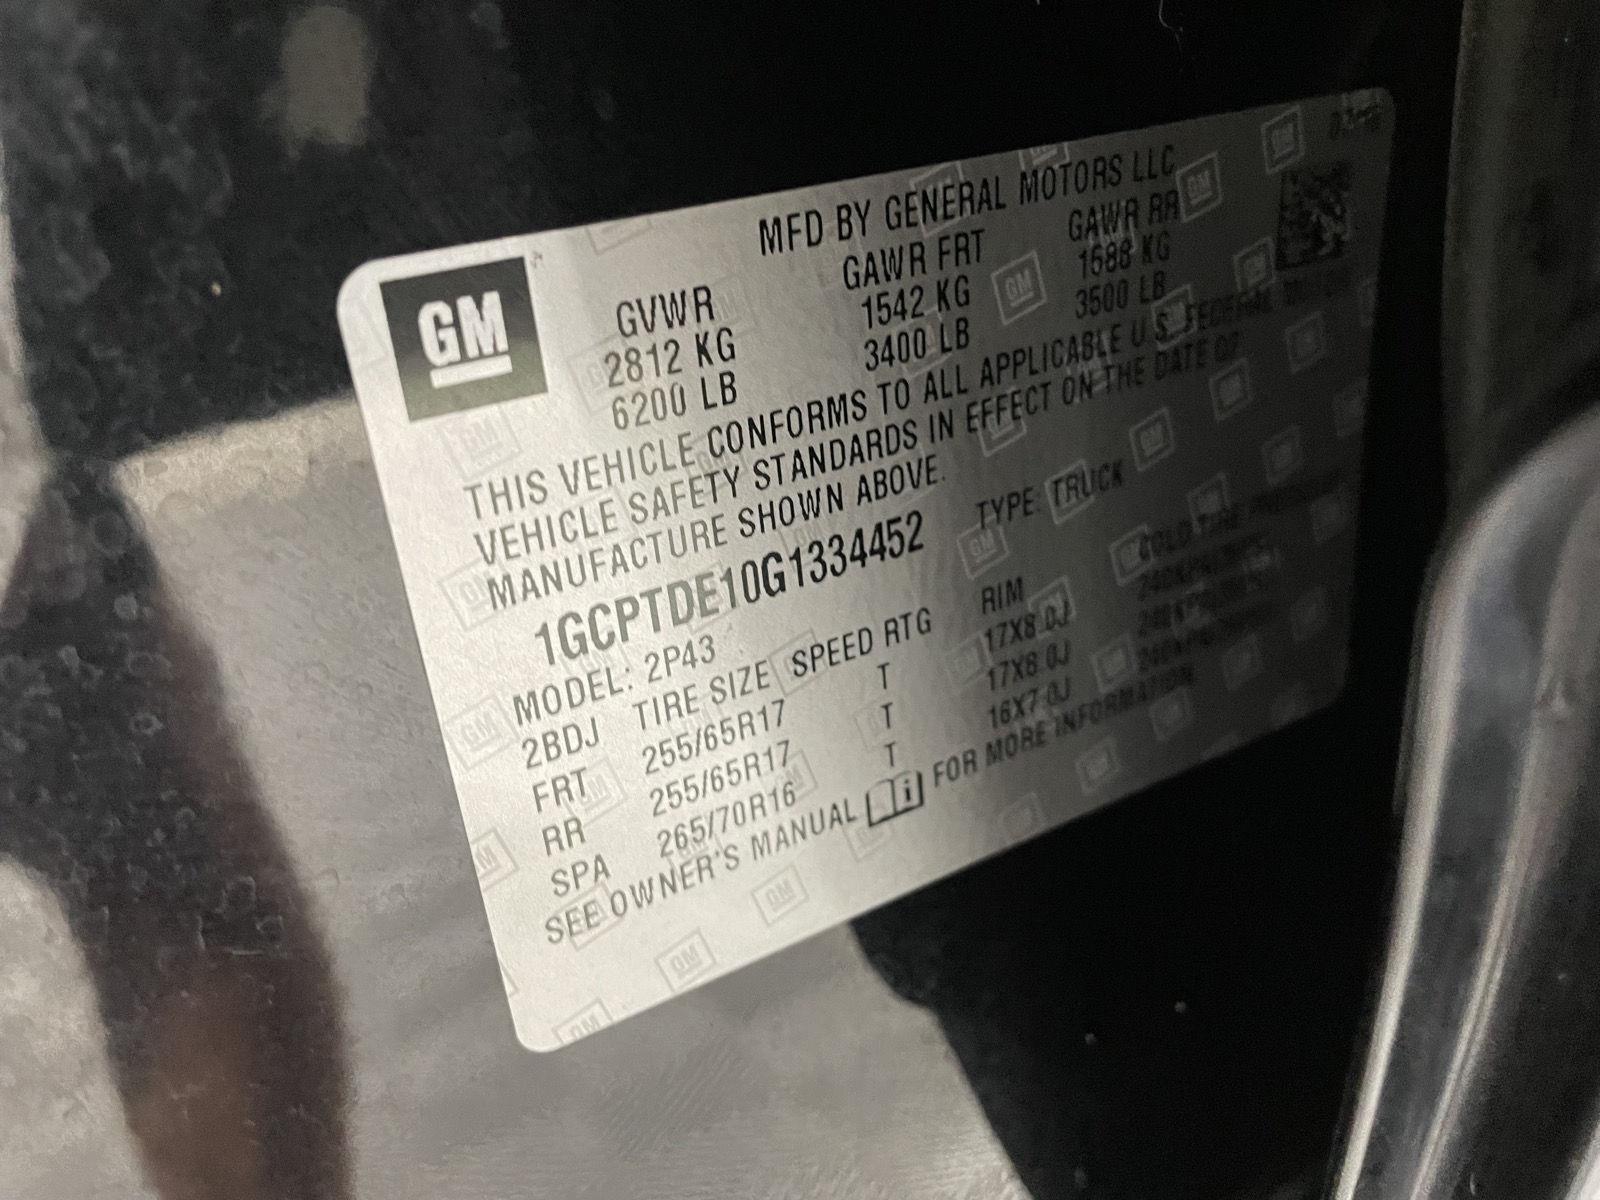 GM
MFD BY GENERAL MOTORS LLC
GVWR GAWR FRT GAWR RR
2812 KG 1542 KG 1588 KG
6200 LB 3400 LB 3500 LB
THIS VEHICLE CONFORMS TO ALL APPLICABLE U.S. FEDERAL
VEHICLE SAFETY STANDARDS IN EFFECT ON THE DATE OF
MANUFACTURE SHOWN ABOVE.
1GCPTDE10G1334452 TYPE: TRUCK
MODEL: 2P43
2BDJ TIRE SIZE SPEED RTG RIM COLD TIRE PRESSURE
FRT 255/65R17 T 17X8.0J
RR 255/65R17 T 17X8.0J
SPA 265/70R16 T 16X7.0J
SEE OWNER'S MANUAL FOR MORE INFORMATION